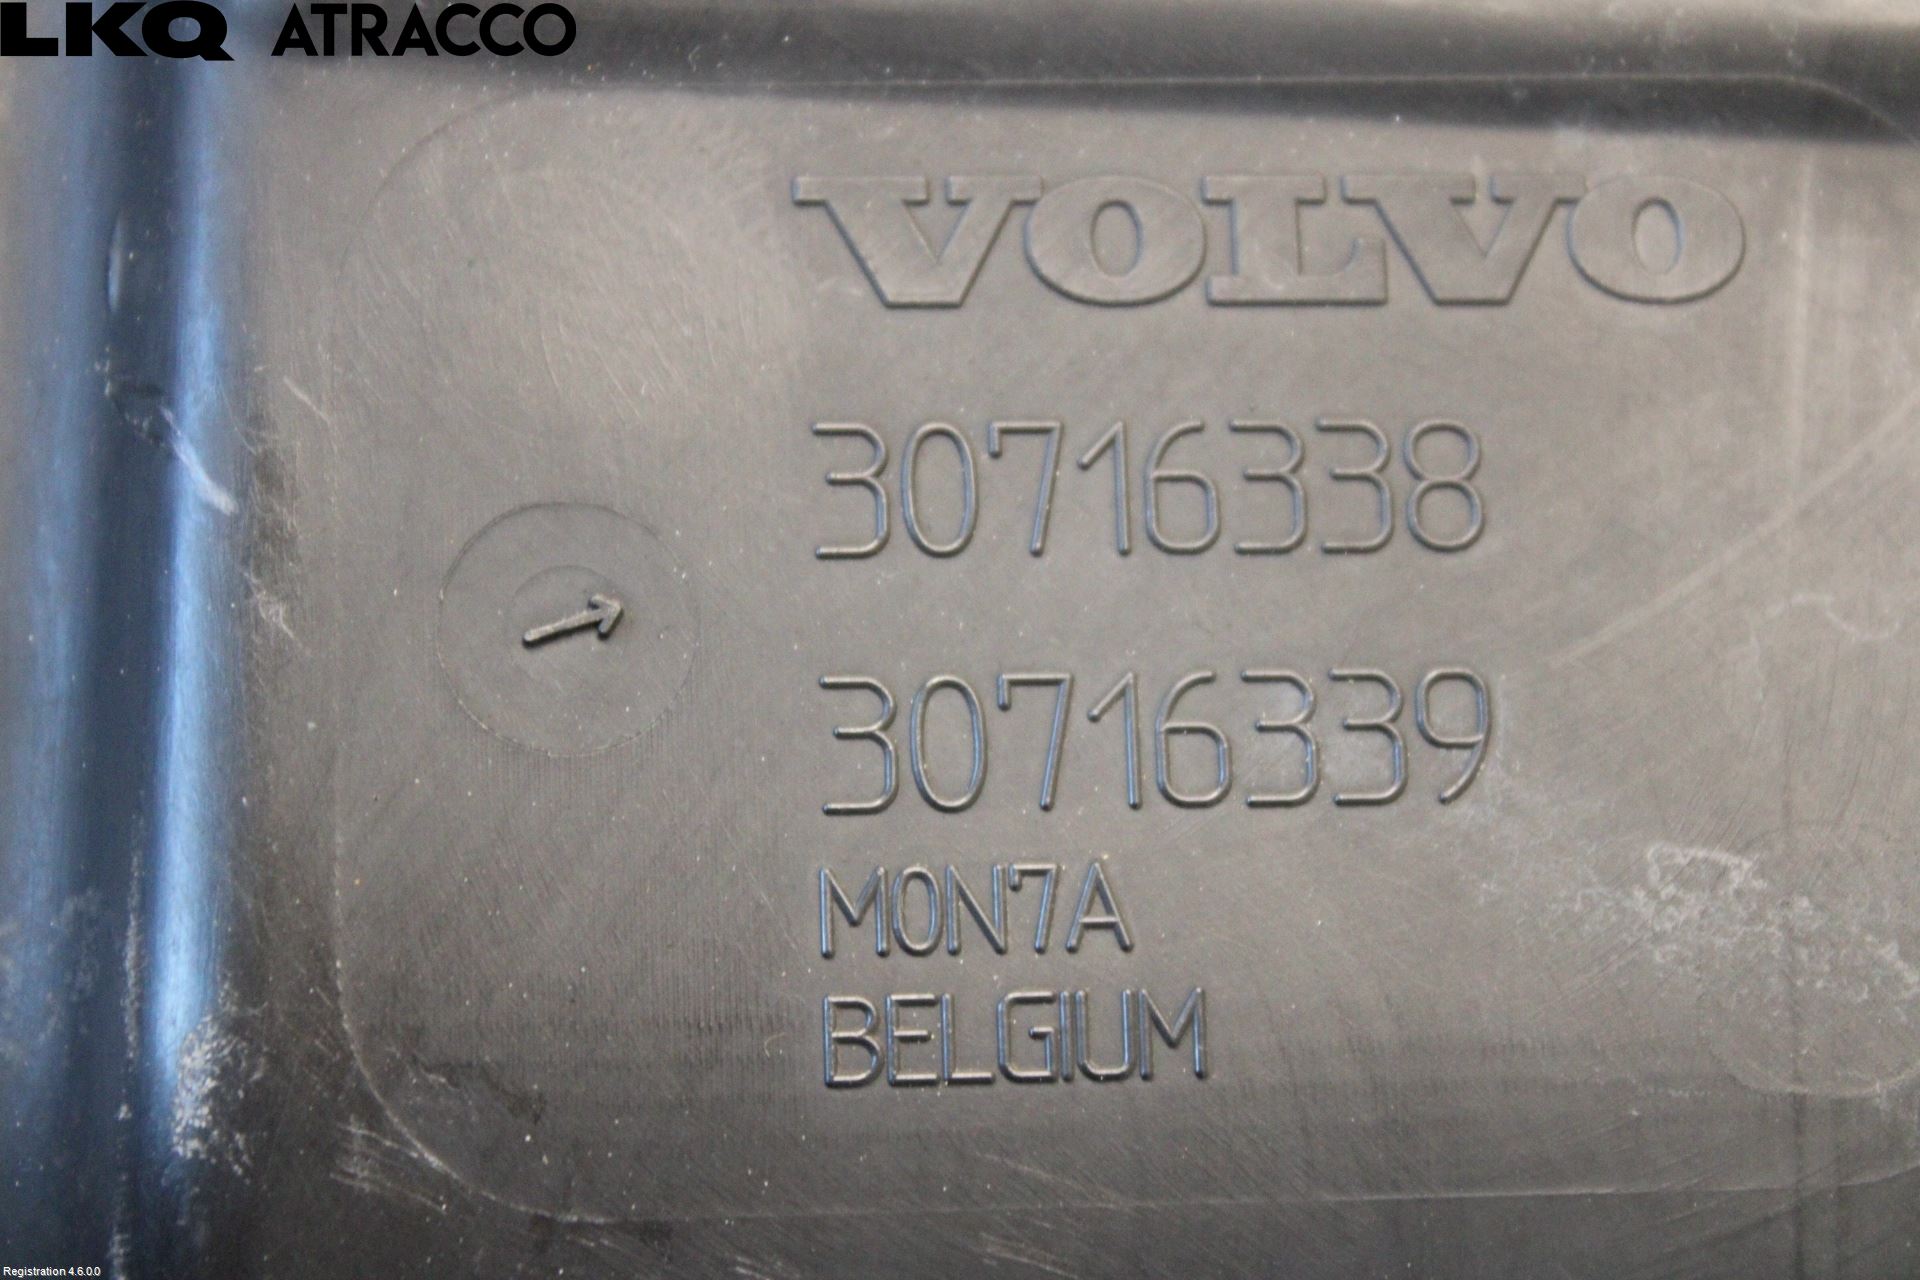 LKQ ATRACCO
VOLVO
30716338
30716339
M0N7A
BELGIUM
Registration 4.6.0.0